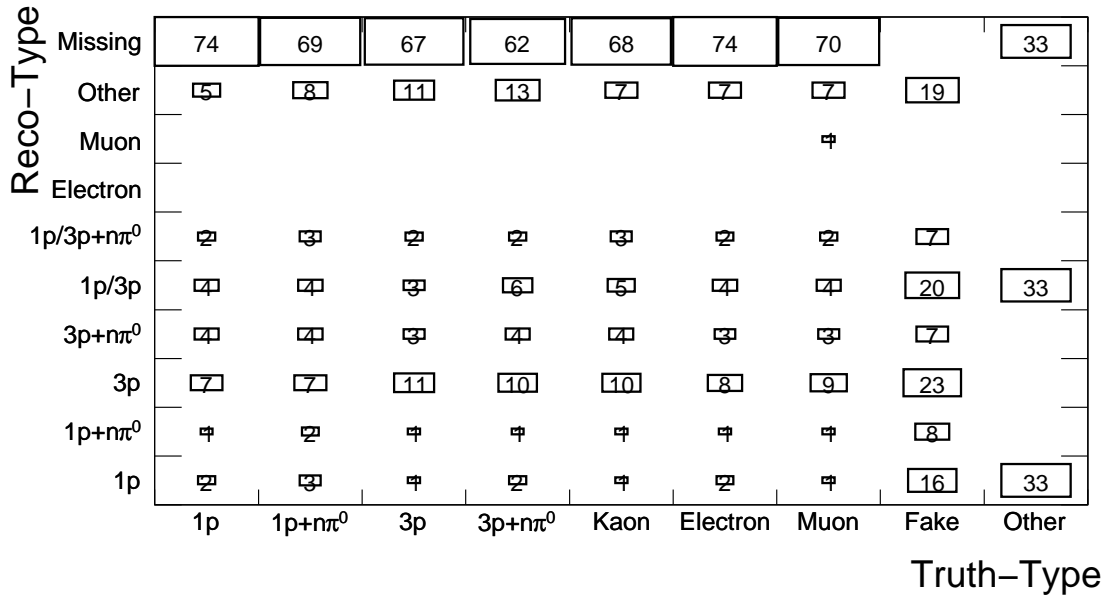 Reco−Type
Missing 74 69 67 62 68 74 70 33
Other 5 8 11 13 7 7 7 19
Muon 1
Electron
1p/3p+nπ⁰ 2 3 2 2 3 2 2 7
1p/3p 4 4 3 6 5 4 4 20 33
3p+nπ⁰ 4 4 3 4 4 3 3 7
3p 7 7 11 10 10 8 9 23
1p+nπ⁰ 1 2 1 1 1 1 1 8
1p 2 3 1 2 1 2 1 16 33
1p 1p+nπ⁰ 3p 3p+nπ⁰ Kaon Electron Muon Fake Other
Truth−Type